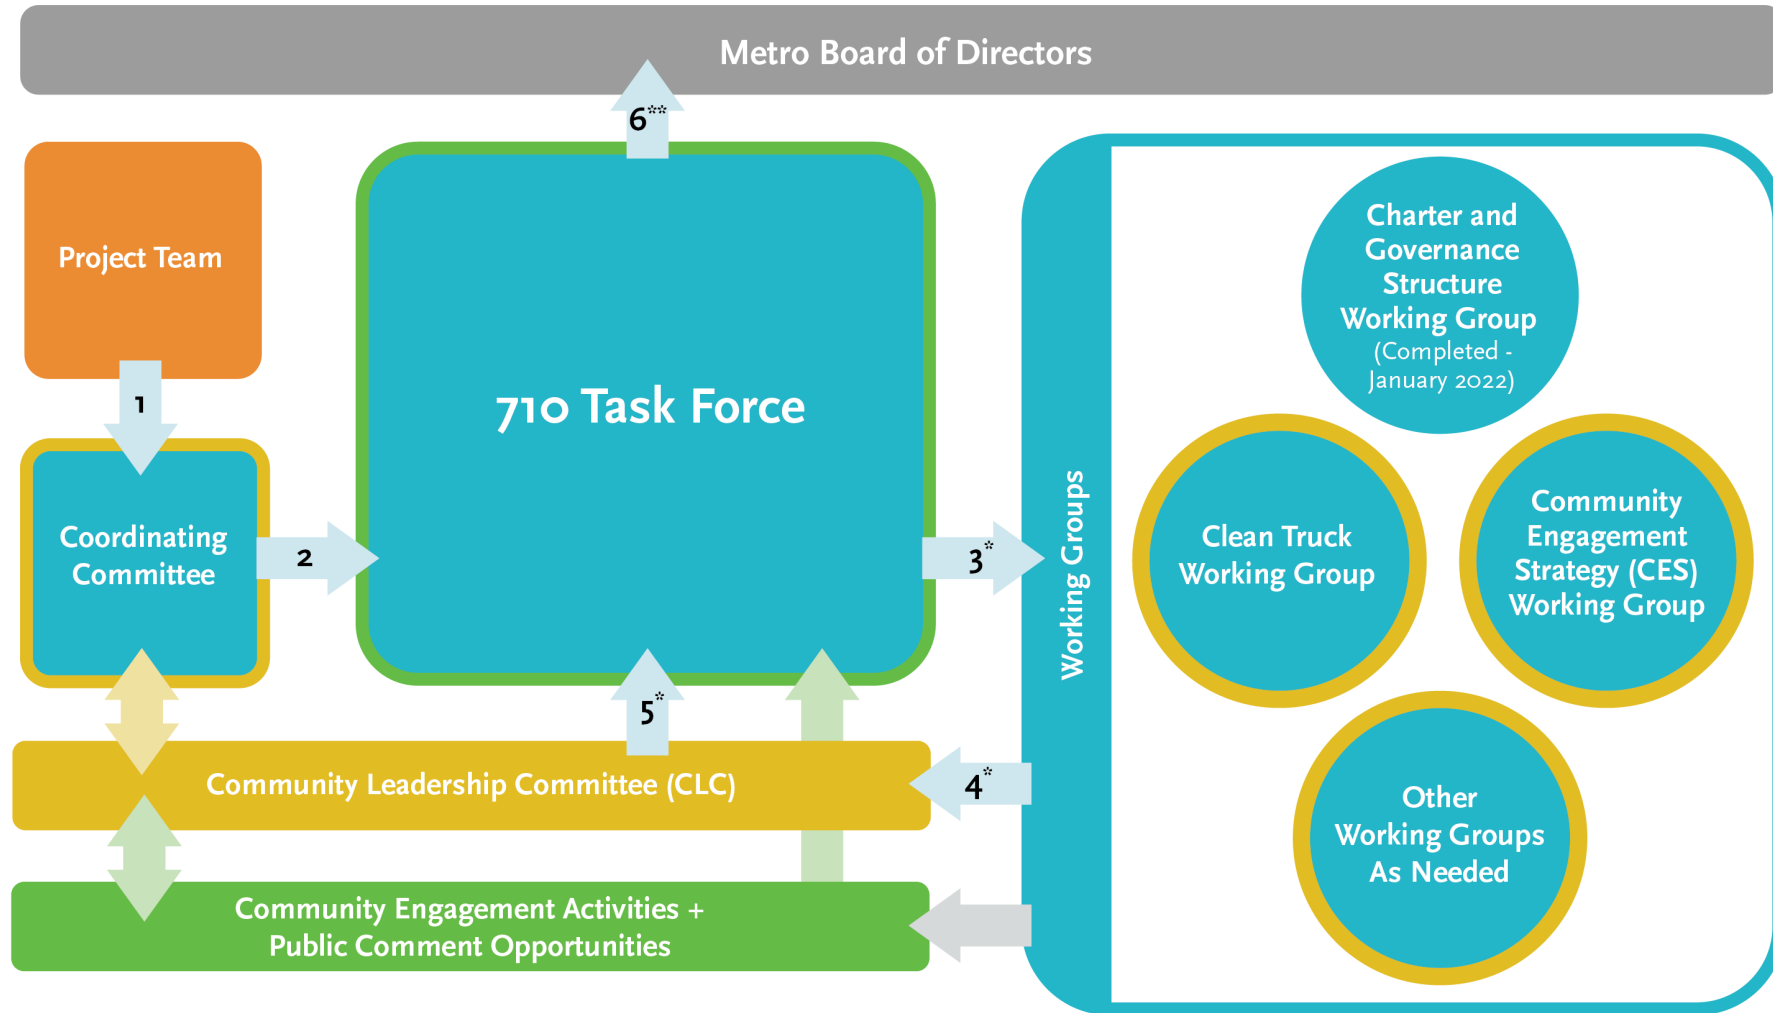 Metro Board of Directors
6**
Project Team
1
Coordinating
Committee
2
710 Task Force
3*
5*
Community Leadership Committee (CLC)
4*
Community Engagement Activities +
Public Comment Opportunities
Working Groups
Charter and
Governance
Structure
Working Group
(Completed -
January 2022)
Clean Truck
Working Group
Community
Engagement
Strategy (CES)
Working Group
Other
Working Groups
As Needed